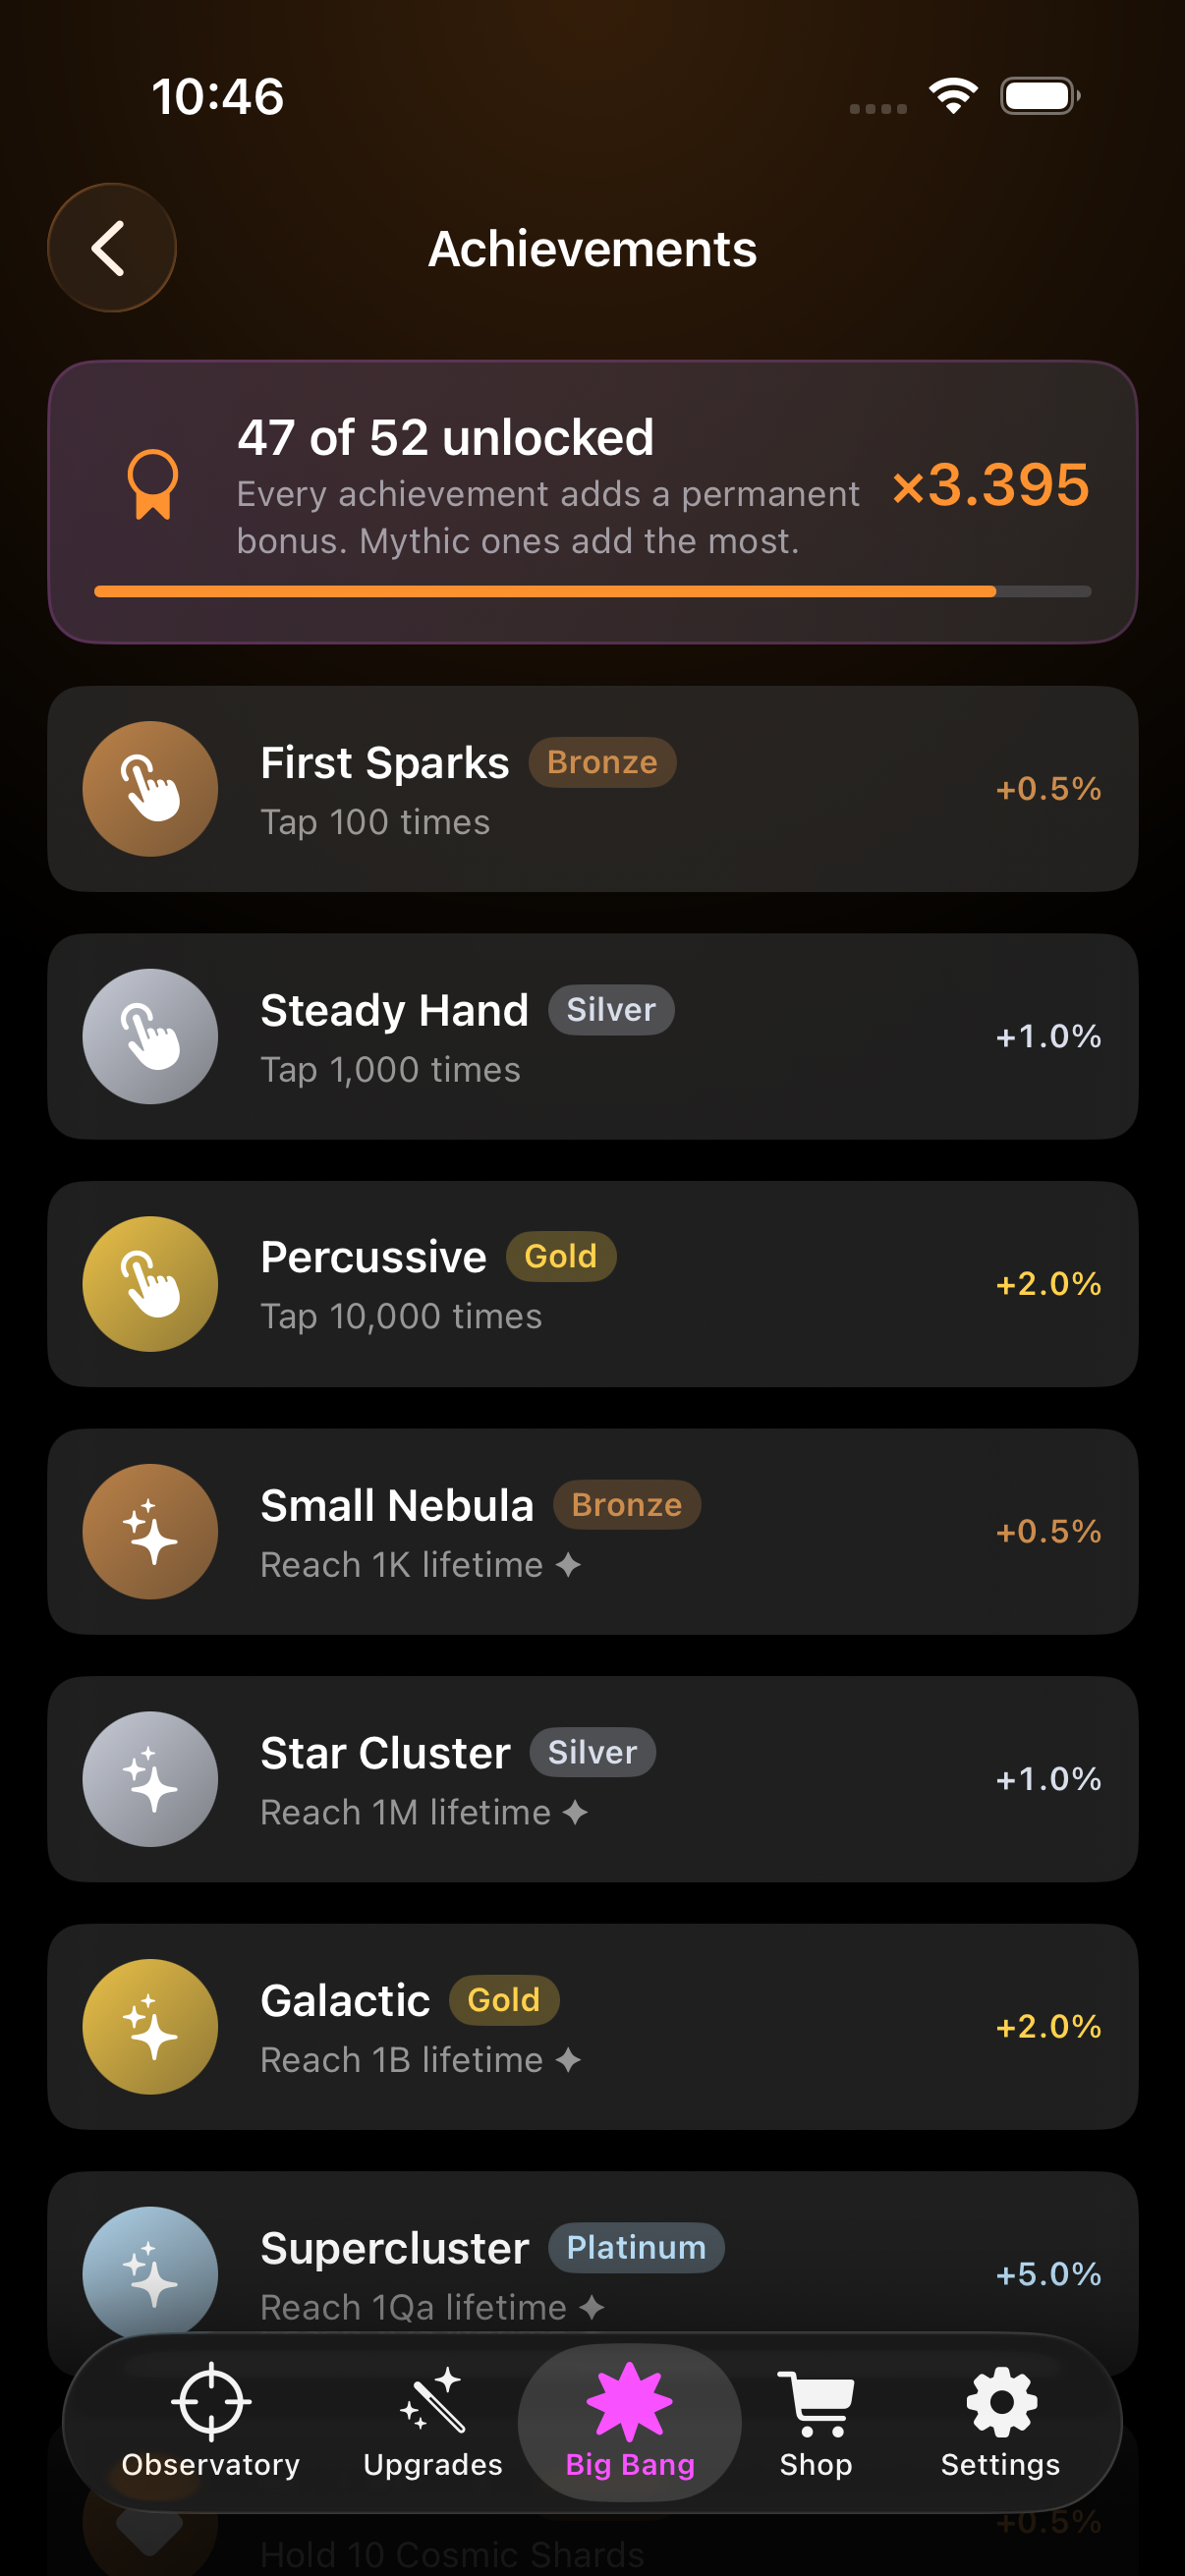 10:46
Achievements
47 of 52 unlocked
Every achievement adds a permanent
bonus. Mythic ones add the most.
×3.395
First Sparks Bronze
Tap 100 times
+0.5%
Steady Hand Silver
Tap 1,000 times
+1.0%
Percussive Gold
Tap 10,000 times
+2.0%
Small Nebula Bronze
Reach 1K lifetime ✦
+0.5%
Star Cluster Silver
Reach 1M lifetime ✦
+1.0%
Galactic Gold
Reach 1B lifetime ✦
+2.0%
Supercluster Platinum
Reach 1Qa lifetime ✦
+5.0%
Observatory Upgrades Big Bang Shop Settings
+0.5%
Hold 10 Cosmic Shards